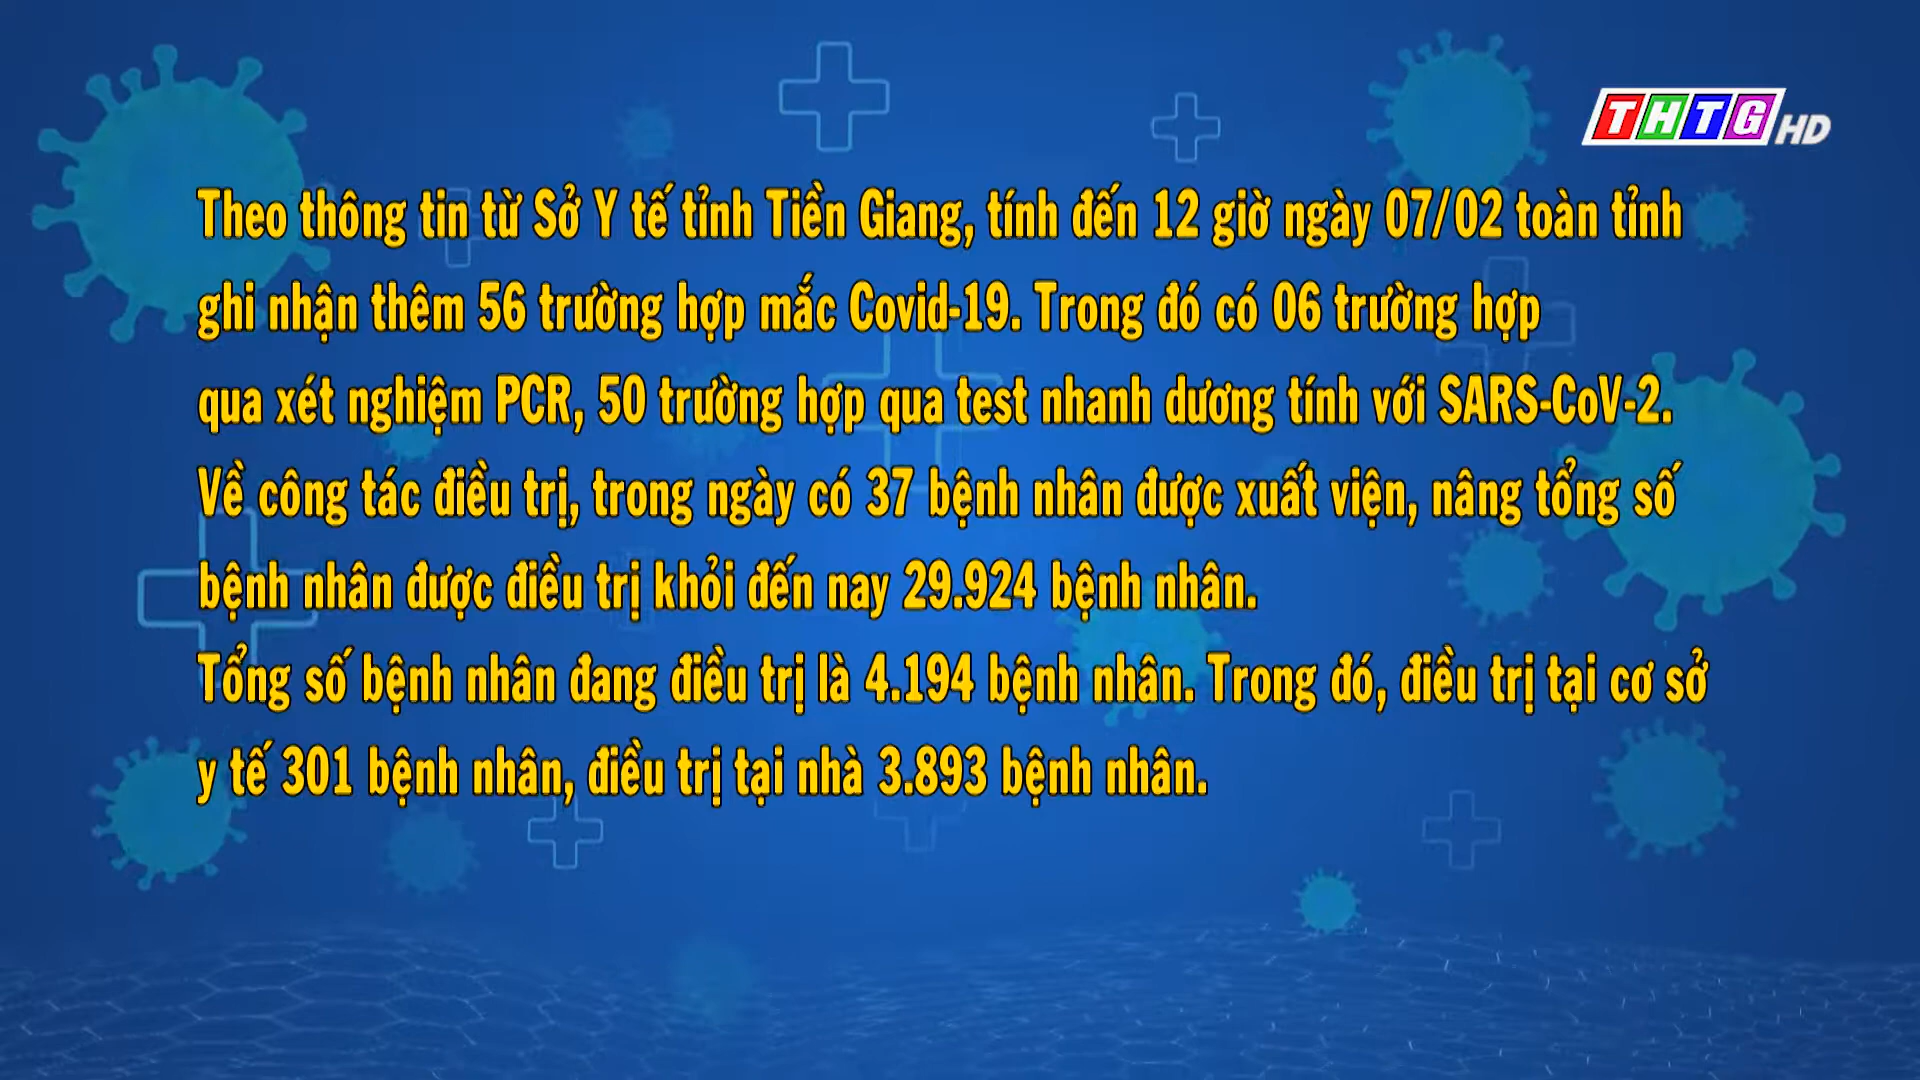 THTG HD
Theo thông tin từ Sở Y tế tỉnh Tiền Giang, tính đến 12 giờ ngày 07/02 toàn tỉnh
ghi nhận thêm 56 trường hợp mắc Covid-19. Trong đó có 06 trường hợp
qua xét nghiệm PCR, 50 trường hợp qua test nhanh dương tính với SARS-CoV-2.
Về công tác điều trị, trong ngày có 37 bệnh nhân được xuất viện, nâng tổng số
bệnh nhân được điều trị khỏi đến nay 29.924 bệnh nhân.
Tổng số bệnh nhân đang điều trị là 4.194 bệnh nhân. Trong đó, điều trị tại cơ sở
y tế 301 bệnh nhân, điều trị tại nhà 3.893 bệnh nhân.